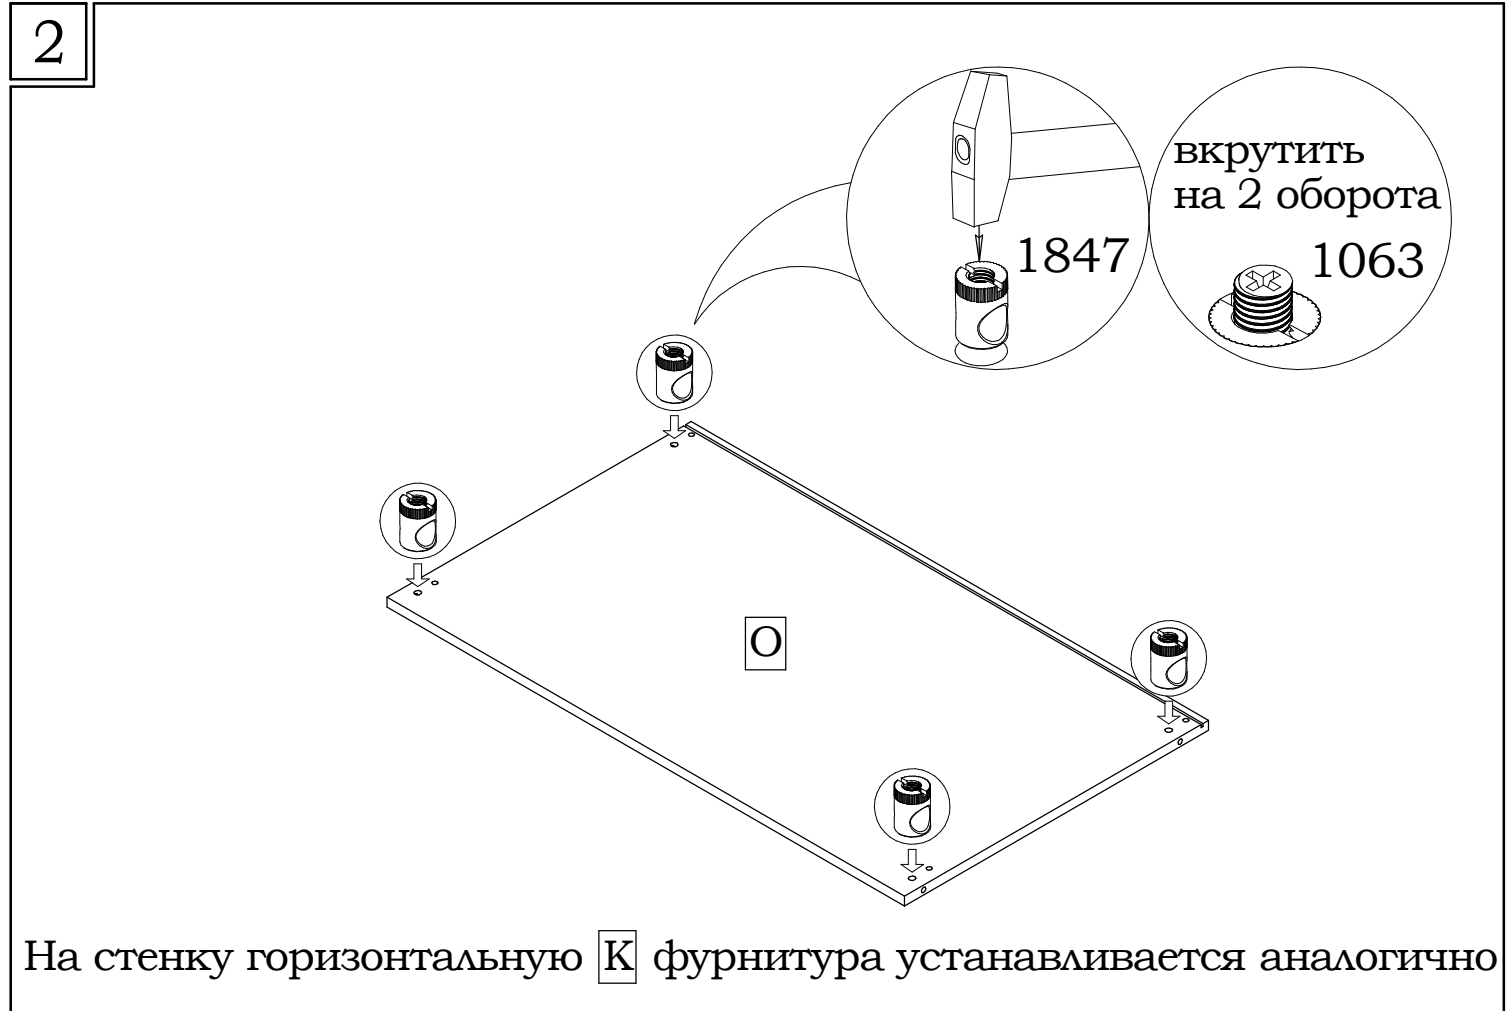 2
вкрутить
на 2 оборота
1847
1063
О
На стенку горизонтальную К фурнитура устанавливается аналогично